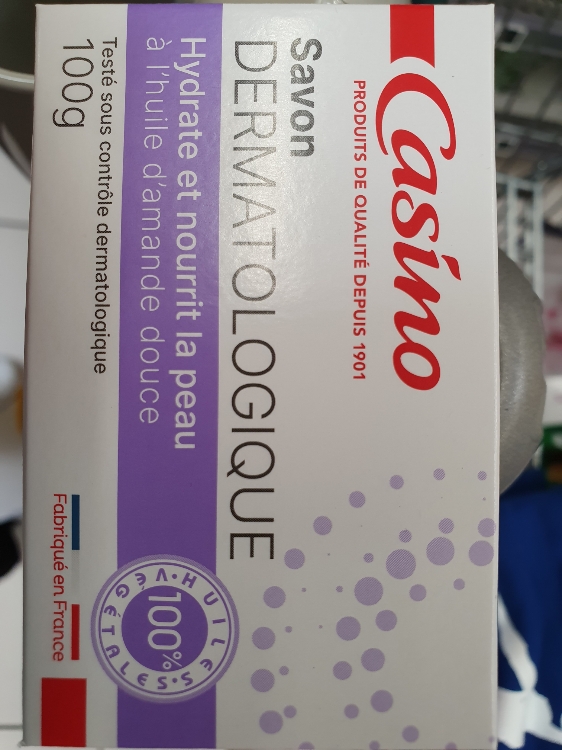 Casino
PRODUITS DE QUALITÉ DEPUIS 1901
Savon
DERMATOLOGIQUE
Hydrate et nourrit la peau
à l'huile d'amande douce
Testé sous contrôle dermatologique
100g
HUILES
VÉGÉTALES
100%
Fabriqué en France